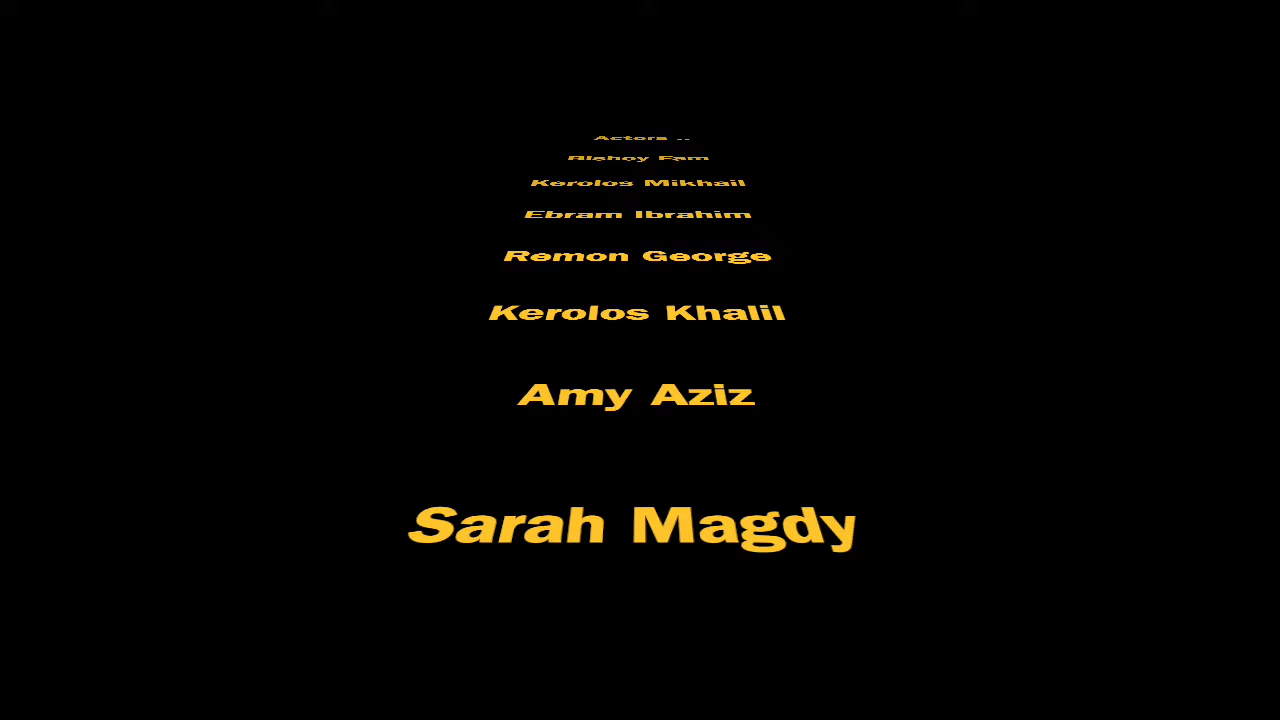 Actors ..
Bishoy Fam
Kerolos Mikhail
Ebram Ibrahim
Remon George
Kerolos Khalil
Amy Aziz
Sarah Magdy